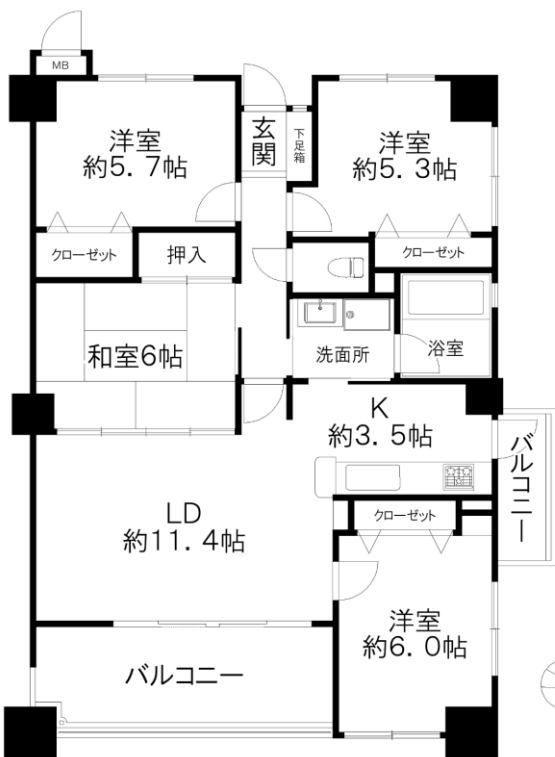 MB
洋室
約5.7帖
玄関
下足箱
洋室
約5.3帖
クローゼット
押入
クローゼット
和室6帖
洗面所
浴室
K
約3.5帖
バルコニー
LD
約11.4帖
クローゼット
洋室
約6.0帖
バルコニー